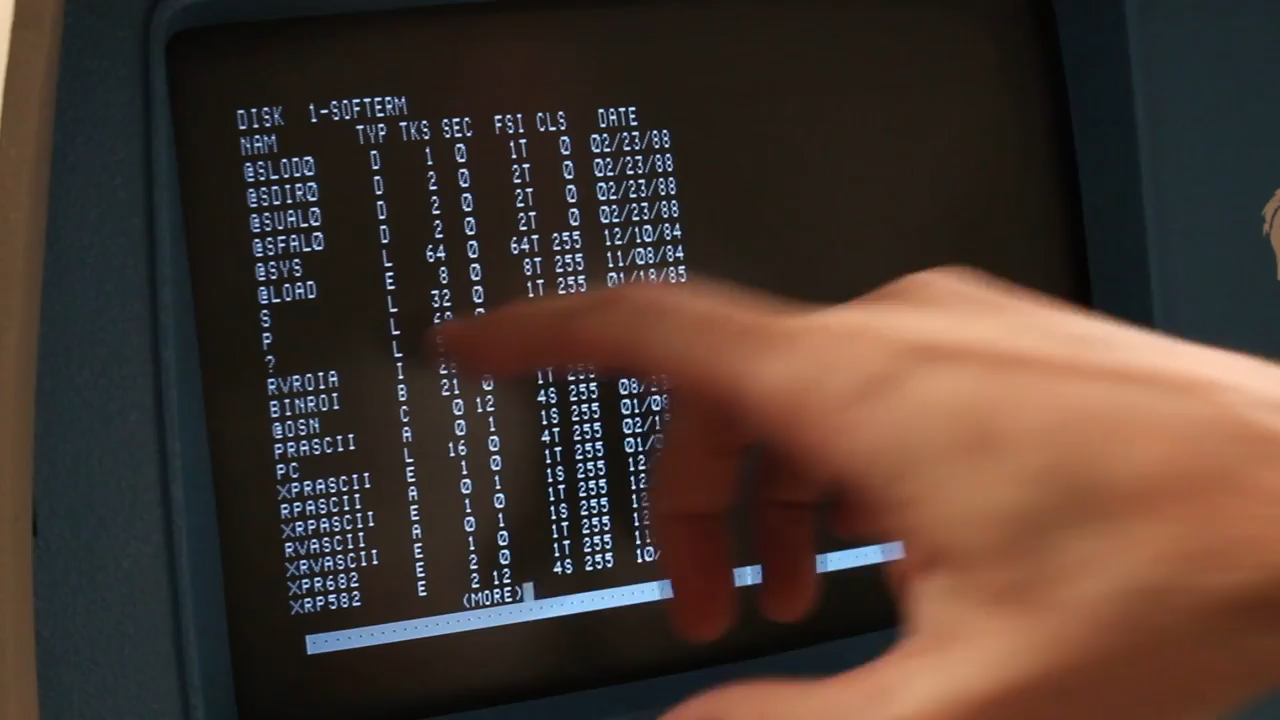 DISK 1-SOFTERM
NAM TYP TKS SEC FSI CLS DATE
@SLOD0 D 1 0 1T 0 02/23/88
@SDIR0 D 2 0 2T 0 02/23/88
@SUAL0 D 2 0 2T 0 02/23/88
@SFAL0 D 2 0 2T 0 02/23/88
@SYS L 64 0 64T 255 12/10/84
@LOAD E 8 0 8T 255 11/08/84
S L 32 0 1T 255 01/18/85
P L
? L
RVROIA I
BINROI B 21 0 1T 255
@OSN C 0 12 4S 255
PRASCII A 0 1 1S 255
PC L 16 0 4T 255
XPRASCII E 1 0 1T 255
RPASCII A 0 1 1S 255
XRPASCII E 1 0 1T 255
RVASCII A 0 1 1S 255
XRVASCII E 1 0 1T 255
XPR682 E 2 0 1T 255
XRP582 E 2 12 4S 255
(MORE)